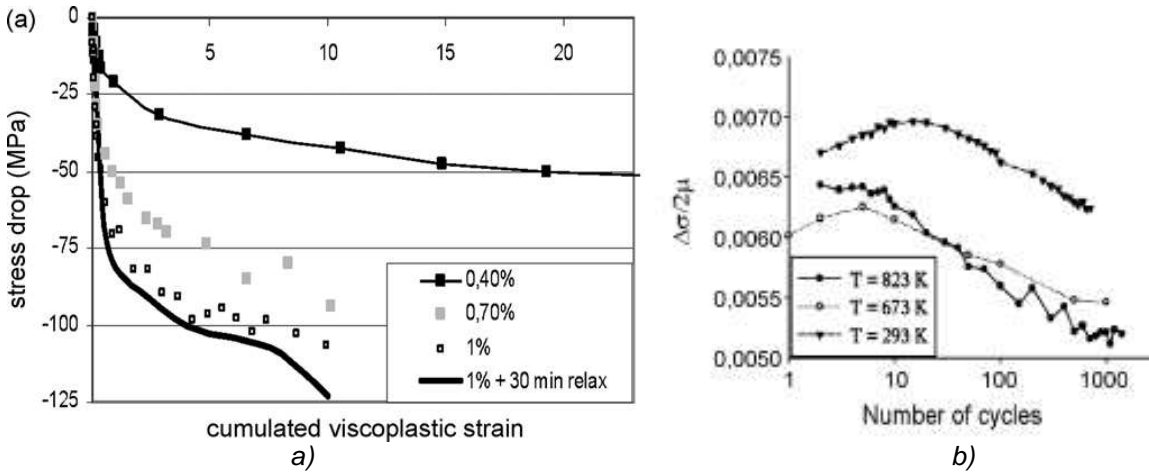 (a)
stress drop (MPa)
0
-25
-50
-75
-100
-125
5 10 15 20
0,40%
0,70%
1%
1% + 30 min relax
cumulated viscoplastic strain
a)
Δσ/2μ
0,0075
0,0070
0,0065
0,0060
0,0055
0,0050
T = 823 K
T = 673 K
T = 293 K
1 10 100 1000
Number of cycles
b)